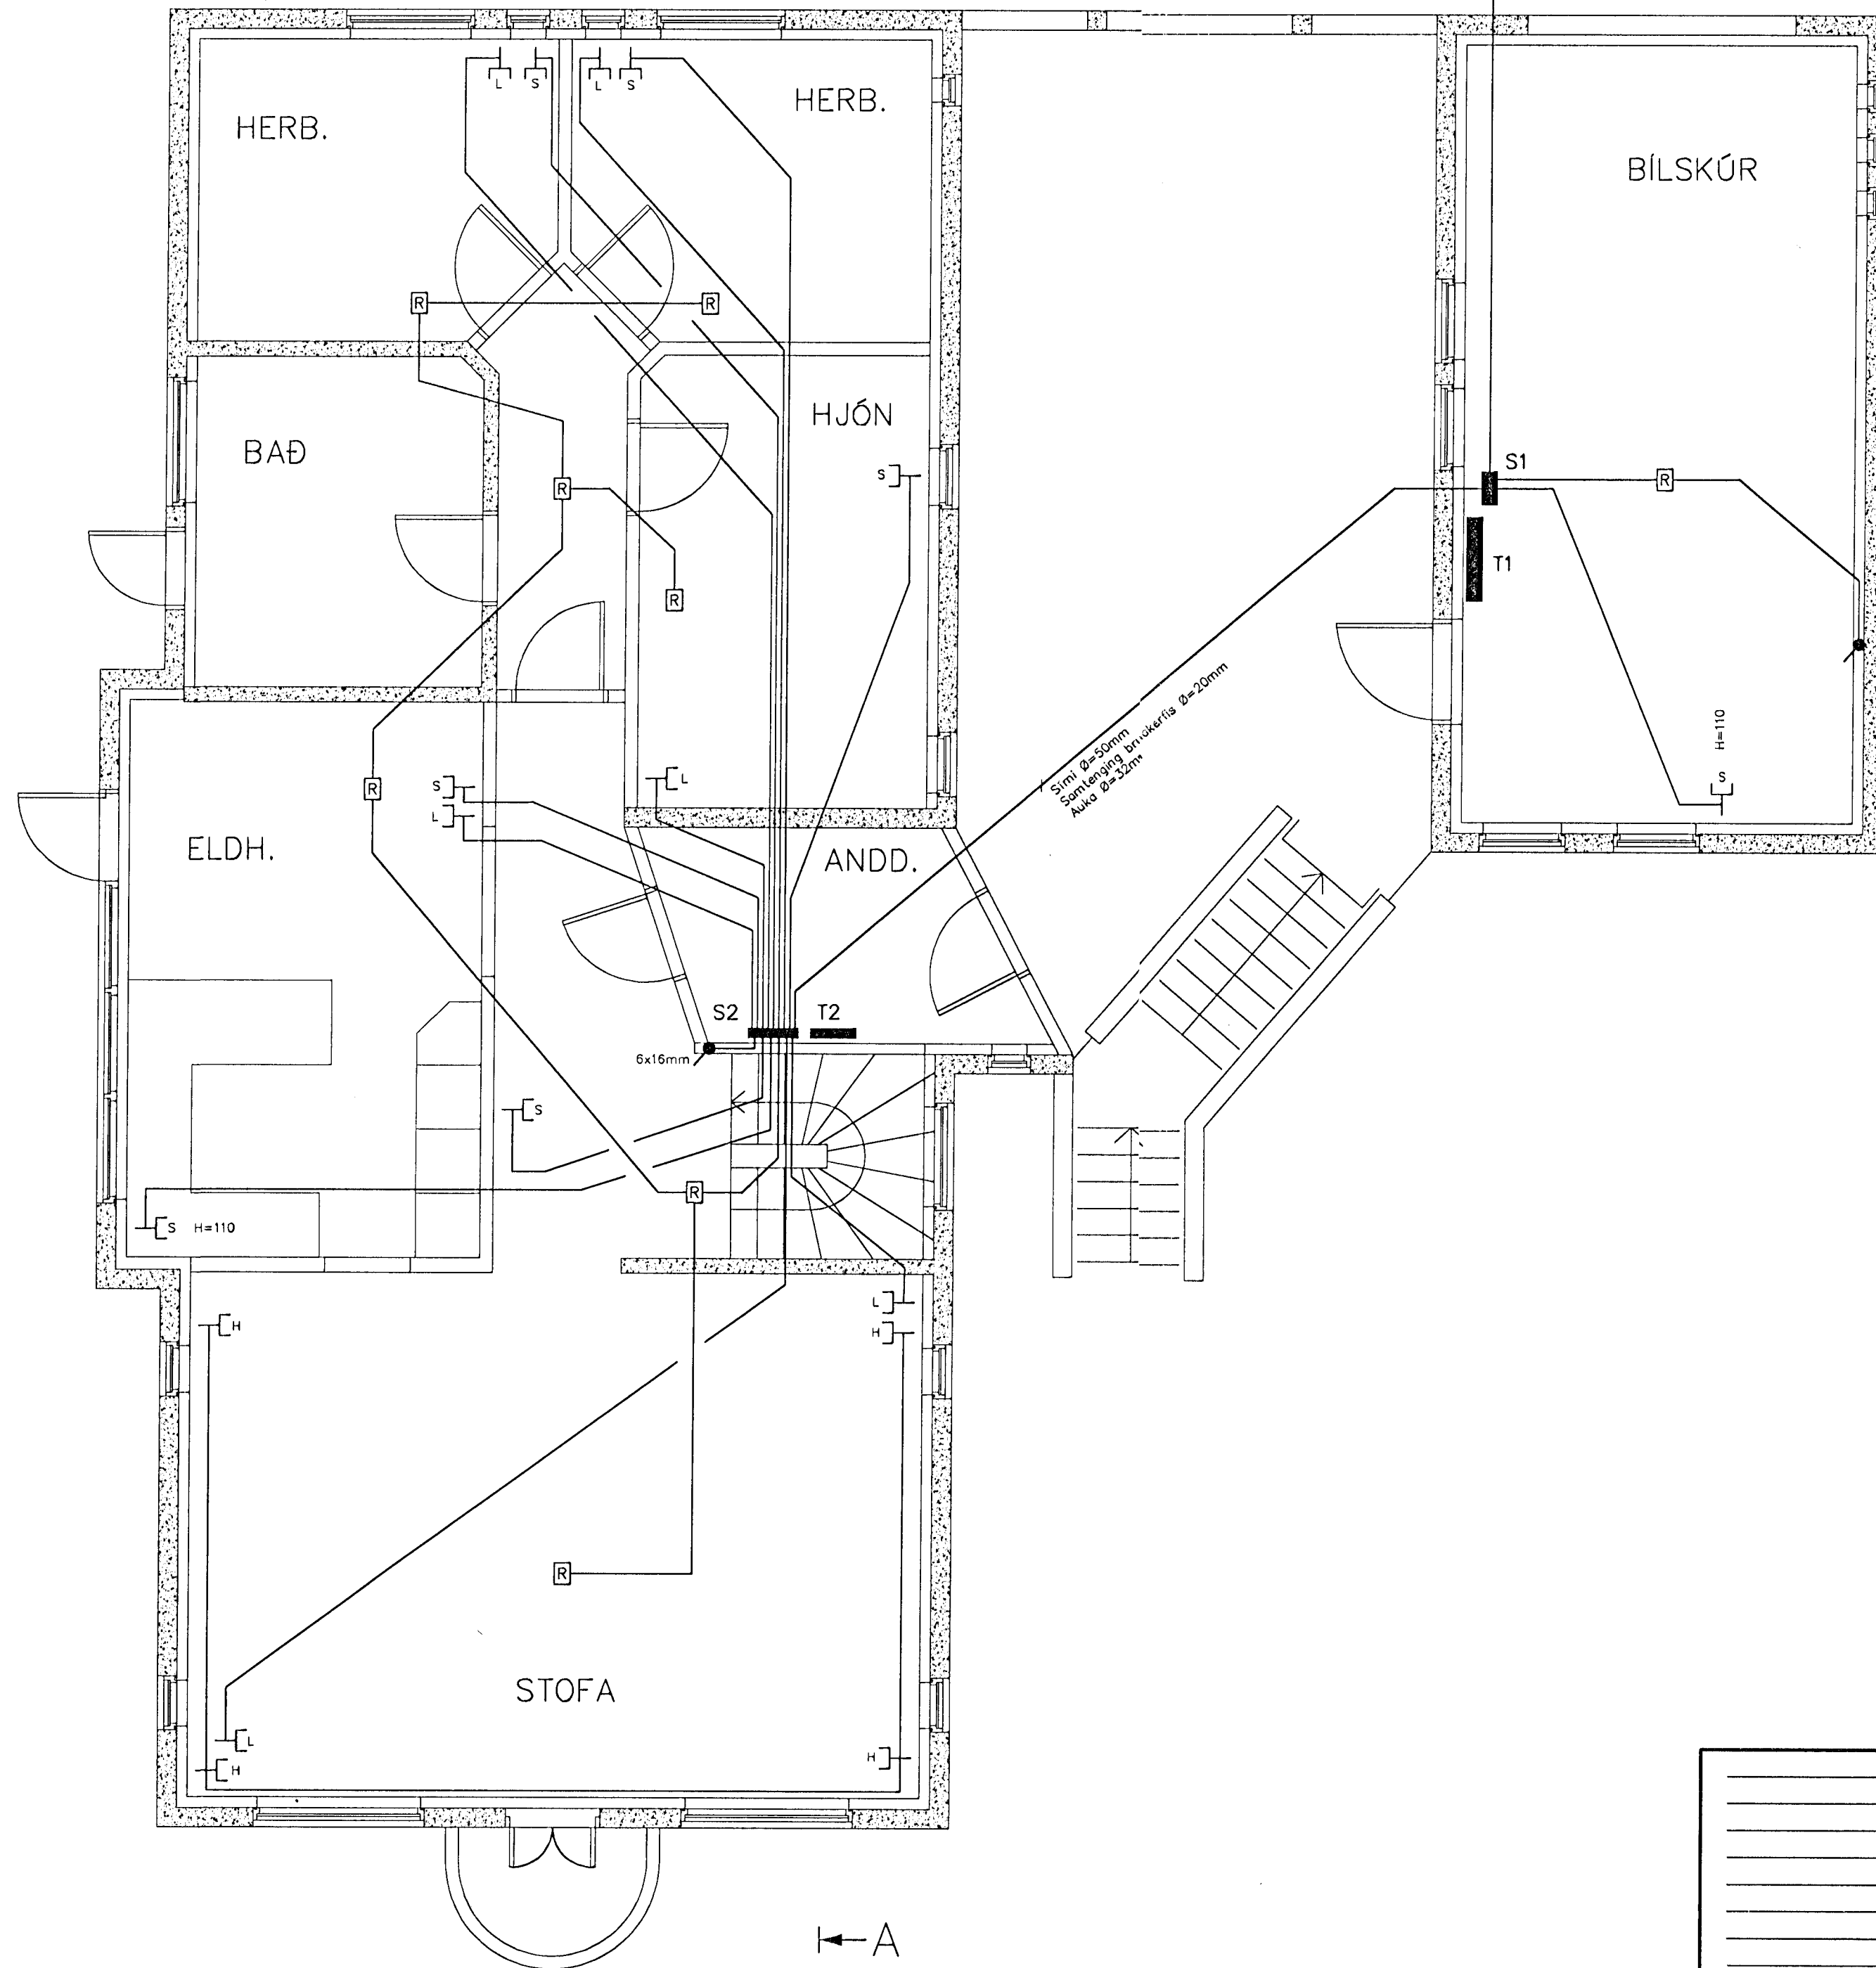 L
S
L
S
HERB.
HERB.
BÍLSKÚR
R
R
HJÓN
BAÐ
S
S1
R
R
T1
R
Sími Ø=50mm
Auka Ø=32mm
H=110
S
L
S
R
L
ELDH.
ANDD.
S2
T2
6x16mm
S
R
S H=110
L
H
H
R
STOFA
L
H
H
A